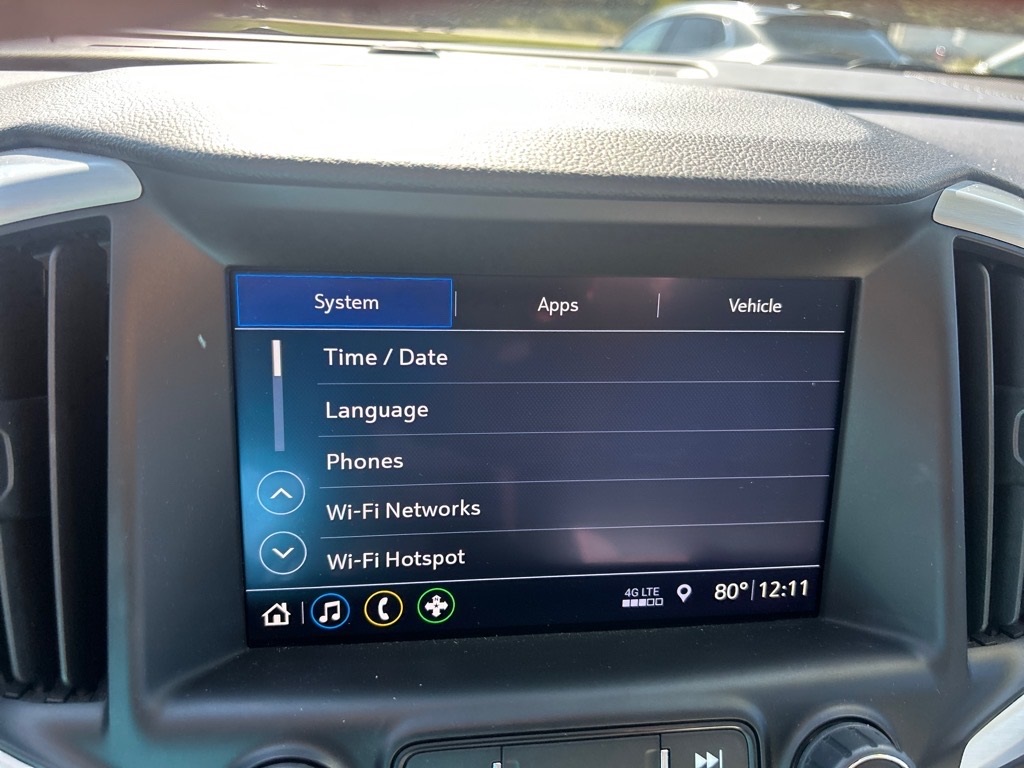 System Apps Vehicle
Time / Date
Language
Phones
Wi-Fi Networks
Wi-Fi Hotspot
4G LTE 80° 12:11